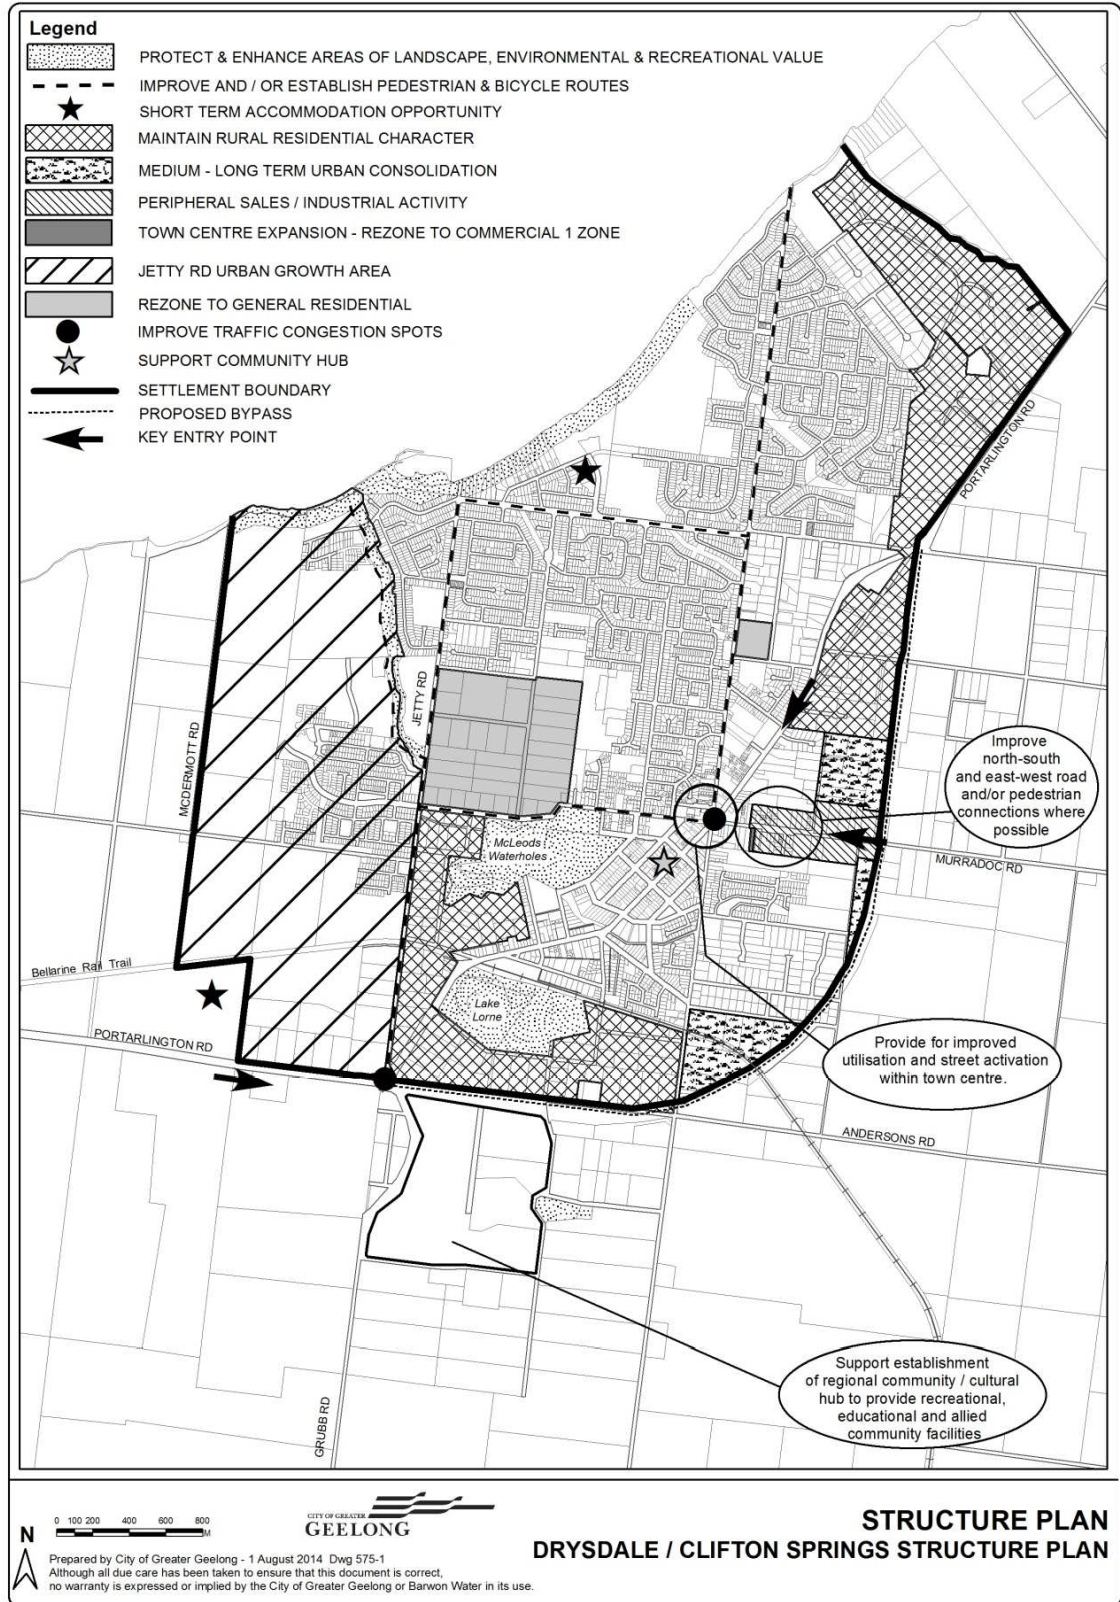 Legend
PROTECT & ENHANCE AREAS OF LANDSCAPE, ENVIRONMENTAL & RECREATIONAL VALUE
IMPROVE AND / OR ESTABLISH PEDESTRIAN & BICYCLE ROUTES
SHORT TERM ACCOMMODATION OPPORTUNITY
MAINTAIN RURAL RESIDENTIAL CHARACTER
MEDIUM - LONG TERM URBAN CONSOLIDATION
PERIPHERAL SALES / INDUSTRIAL ACTIVITY
TOWN CENTRE EXPANSION - REZONE TO COMMERCIAL 1 ZONE
JETTY RD URBAN GROWTH AREA
REZONE TO GENERAL RESIDENTIAL
IMPROVE TRAFFIC CONGESTION SPOTS
SUPPORT COMMUNITY HUB
SETTLEMENT BOUNDARY
PROPOSED BYPASS
KEY ENTRY POINT
PORTARLINGTON RD
JETTY RD
MCDERMOTT RD
Improve
north-south
and east-west road
and/or pedestrian
connections where
possible
McLeods
Waterholes
MURRADOC RD
Bellarine Rail Trail
Lake
Lorne
PORTARLINGTON RD
Provide for improved
utilisation and street activation
within town centre.
ANDERSONS RD
Support establishment
of regional community / cultural
hub to provide recreational,
educational and allied
community facilities
GRUBB RD
N
0 100 200 400 600 800
M
CITY OF GREATER
GEELONG
Prepared by City of Greater Geelong - 1 August 2014 Dwg 575-1
Although all due care has been taken to ensure that this document is correct,
no warranty is expressed or implied by the City of Greater Geelong or Barwon Water in its use.
STRUCTURE PLAN
DRYSDALE / CLIFTON SPRINGS STRUCTURE PLAN